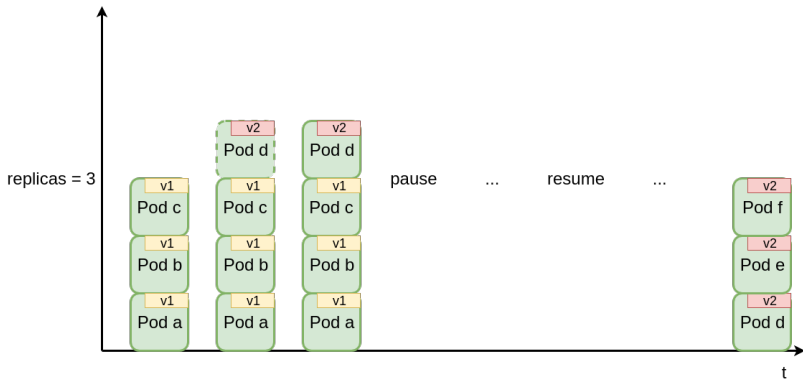 v2
Pod d
v2
Pod d
replicas = 3
v1
Pod c
v1
Pod c
v1
Pod c
pause
...
resume
...
v2
Pod f
v1
Pod b
v1
Pod b
v1
Pod b
v2
Pod e
v1
Pod a
v1
Pod a
v1
Pod a
v2
Pod d
t